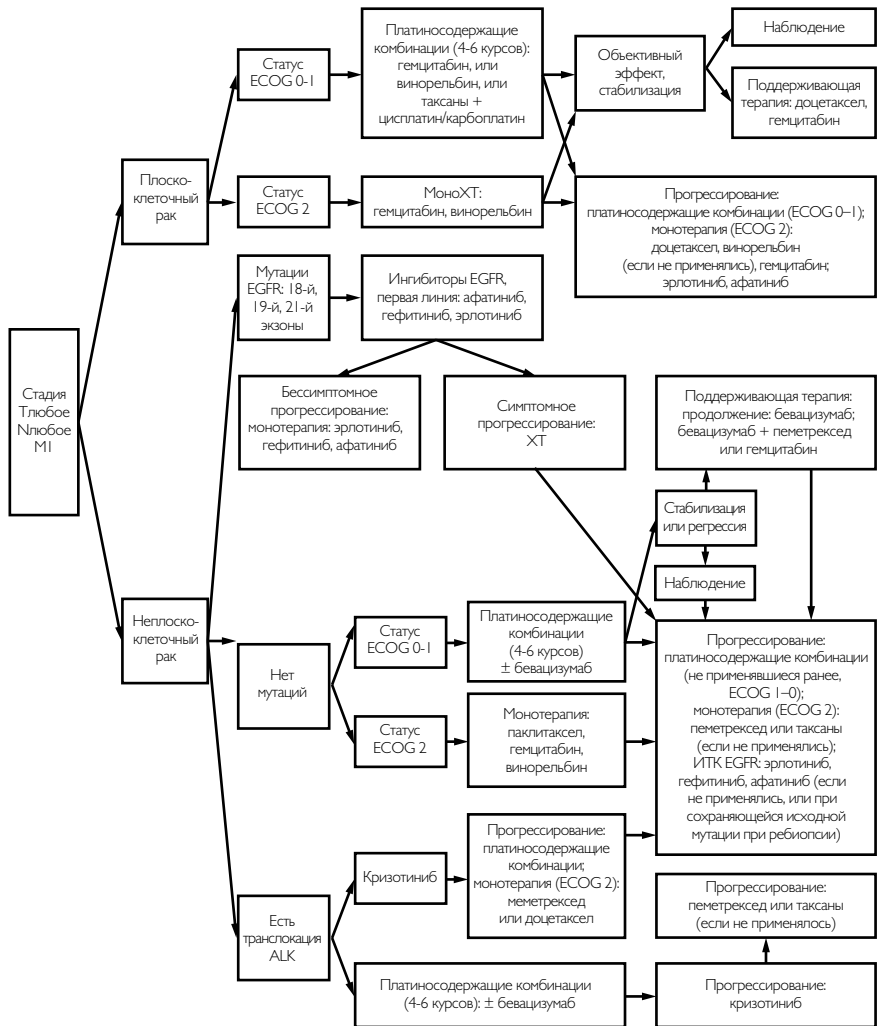 Платиносодержащие
комбинации (4-6 курсов):
гемцитабин, или
винорельбин, или
таксаны +
цисплатин/карбоплатин
Статус
ECOG 0-1
Объективный
эффект,
стабилизация
Наблюдение
Поддерживающая
терапия: доцетаксел,
гемцитабин
Плоско-
клеточный
рак
Статус
ECOG 2
МоноХТ:
гемцитабин, винорельбин
Прогрессирование:
платиносодержащие комбинации (ECOG 0–1);
монотерапия (ECOG 2):
доцетаксел, винорельбин
(если не применялись), гемцитабин;
эрлотиниб, афатиниб
Мутации
EGFR: 18-й,
19-й, 21-й
экзоны
Ингибиторы EGFR,
первая линия: афатиниб,
гефитиниб, эрлотиниб
Стадия
Tлюбое
Nлюбое
M1
Бессимптомное
прогрессирование:
монотерапия: эрлотиниб,
гефитиниб, афатиниб
Симптомное
прогрессирование:
ХТ
Поддерживающая терапия:
продолжение: бевацизумаб;
бевацизумаб + пеметрексед
или гемцитабин
Стабилизация
или регрессия
Наблюдение
Неплоско-
клеточный
рак
Нет
мутаций
Статус
ECOG 0-1
Платиносодержащие
комбинации
(4-6 курсов)
± бевацизумаб
Статус
ECOG 2
Монотерапия:
паклитаксел,
гемцитабин,
винорельбин
Прогрессирование:
платиносодержащие комбинации
(не применявшиеся ранее,
ECOG 1–0);
монотерапия (ECOG 2):
пеметрексед или таксаны
(если не применялись);
ИТК EGFR: эрлотиниб,
гефитиниб, афатиниб (если
не применялись, или при
сохраняющейся исходной
мутации при ребиопсии)
Есть
транслокация
ALK
Кризотиниб
Прогрессирование:
платиносодержащие
комбинации;
монотерапия (ECOG 2):
меметрексед
или доцетаксел
Прогрессирование:
пеметрексед или таксаны
(если не применялось)
Платиносодержащие комбинации
(4-6 курсов): ± бевацизумаб
Прогрессирование:
кризотиниб